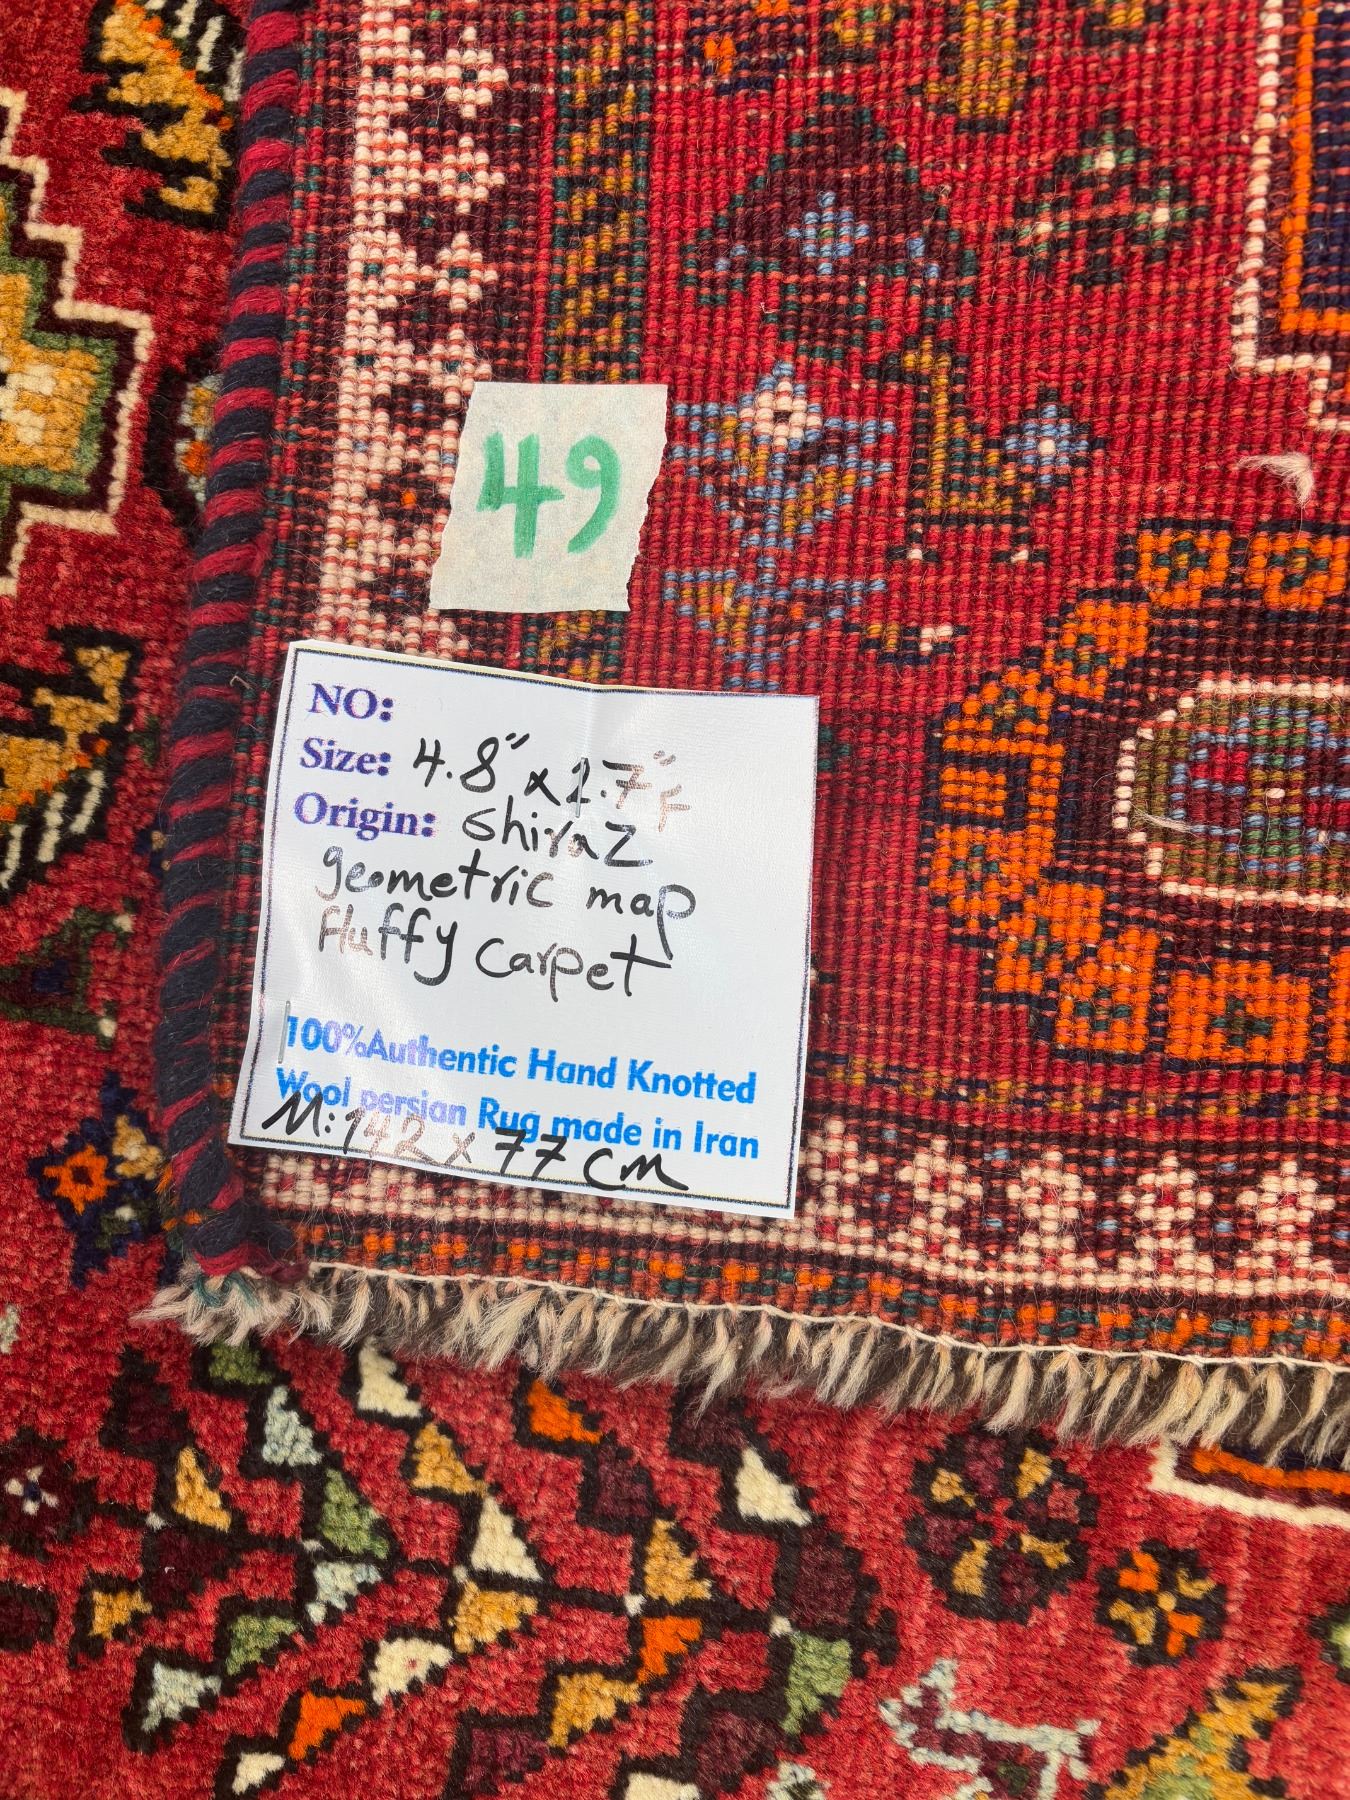 49
NO:
Size: 4.8" x 2.7" F
Origin: shiraz
geometric map
fluffy carpet
100%Authentic Hand Knotted
Wool persian Rug made in Iran
M: 142 x 77 cm